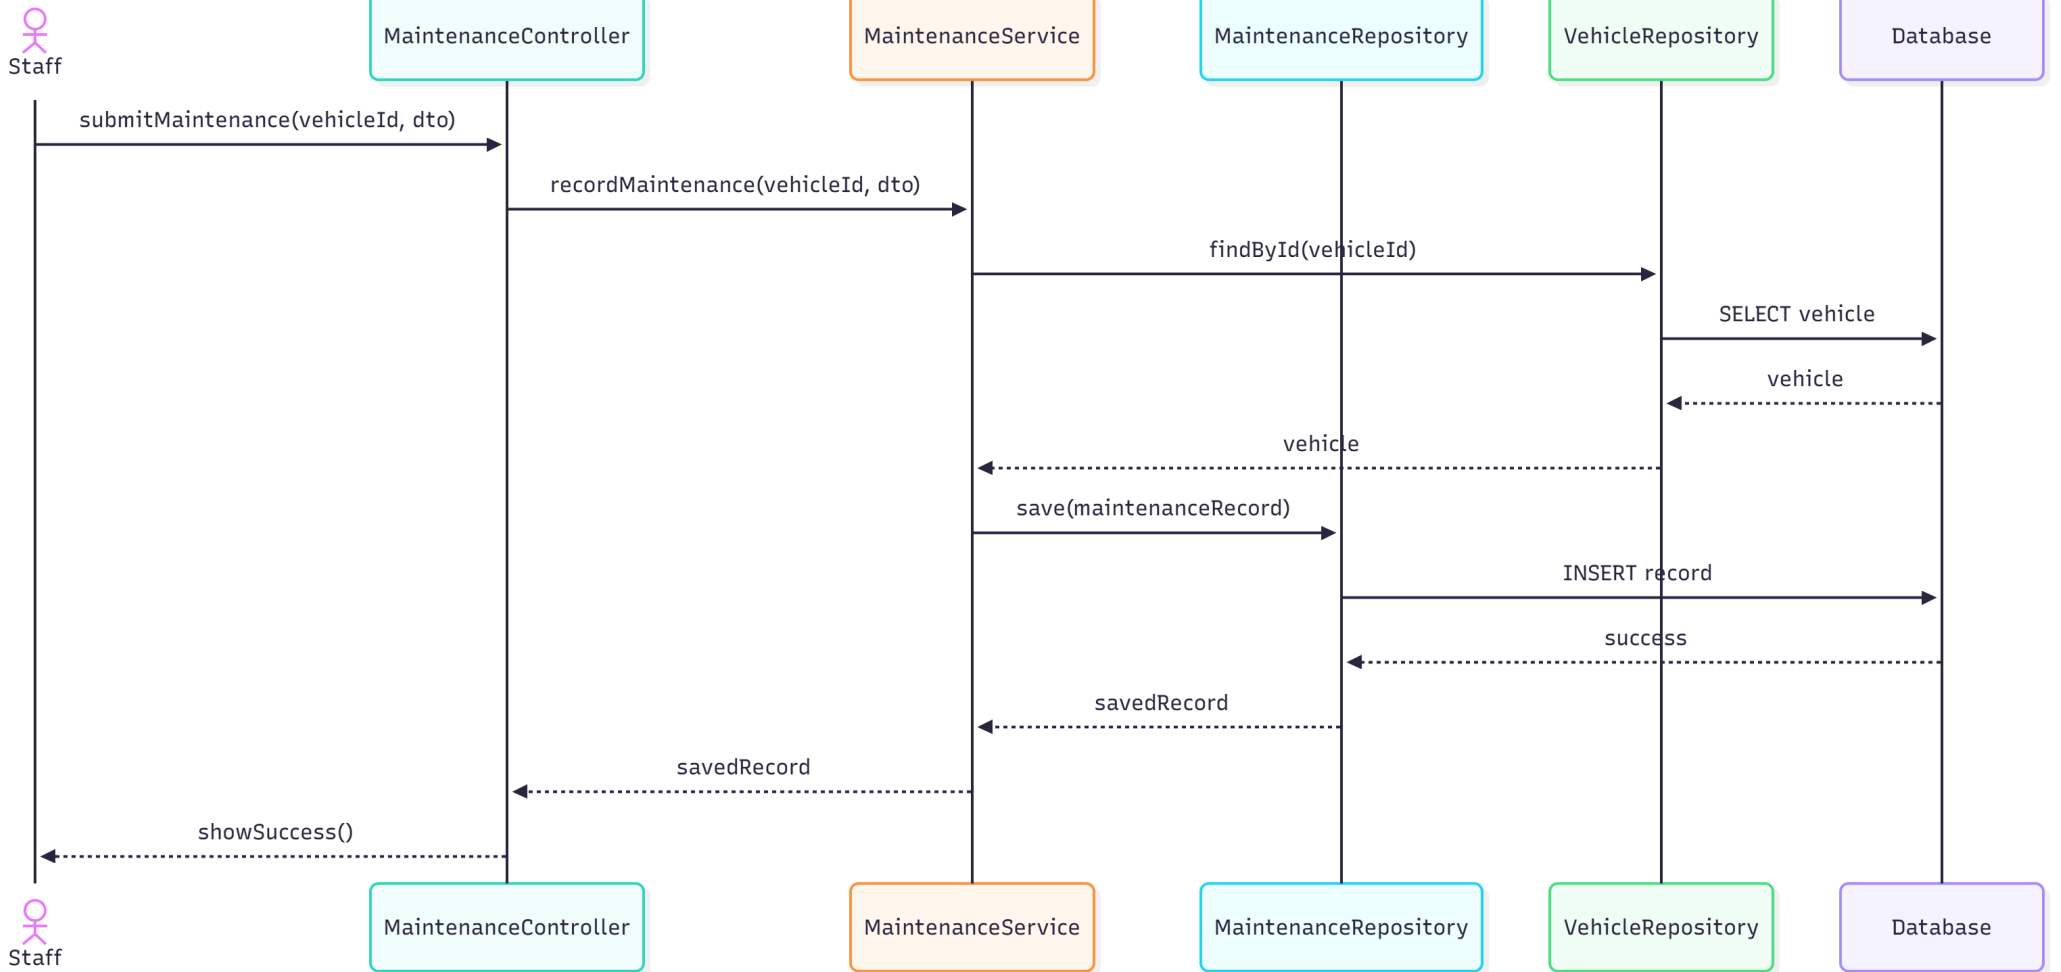 Staff
MaintenanceController
MaintenanceService
MaintenanceRepository
VehicleRepository
Database
submitMaintenance(vehicleId, dto)
recordMaintenance(vehicleId, dto)
findById(vehicleId)
SELECT vehicle
vehicle
vehicle
save(maintenanceRecord)
INSERT record
success
savedRecord
savedRecord
showSuccess()
Staff
MaintenanceController
MaintenanceService
MaintenanceRepository
VehicleRepository
Database